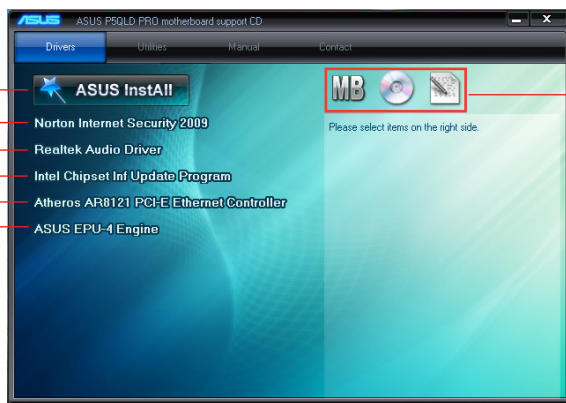 ASUS ASUS P5QLD PRO motherboard support CD
Drivers Utilities Manual Contact
ASUS InstAll
MB
Norton Internet Security 2009
Please select items on the right side.
Realtek Audio Driver
Intel Chipset Inf Update Program
Atheros AR8121 PCI-E Ethernet Controller
ASUS EPU-4 Engine